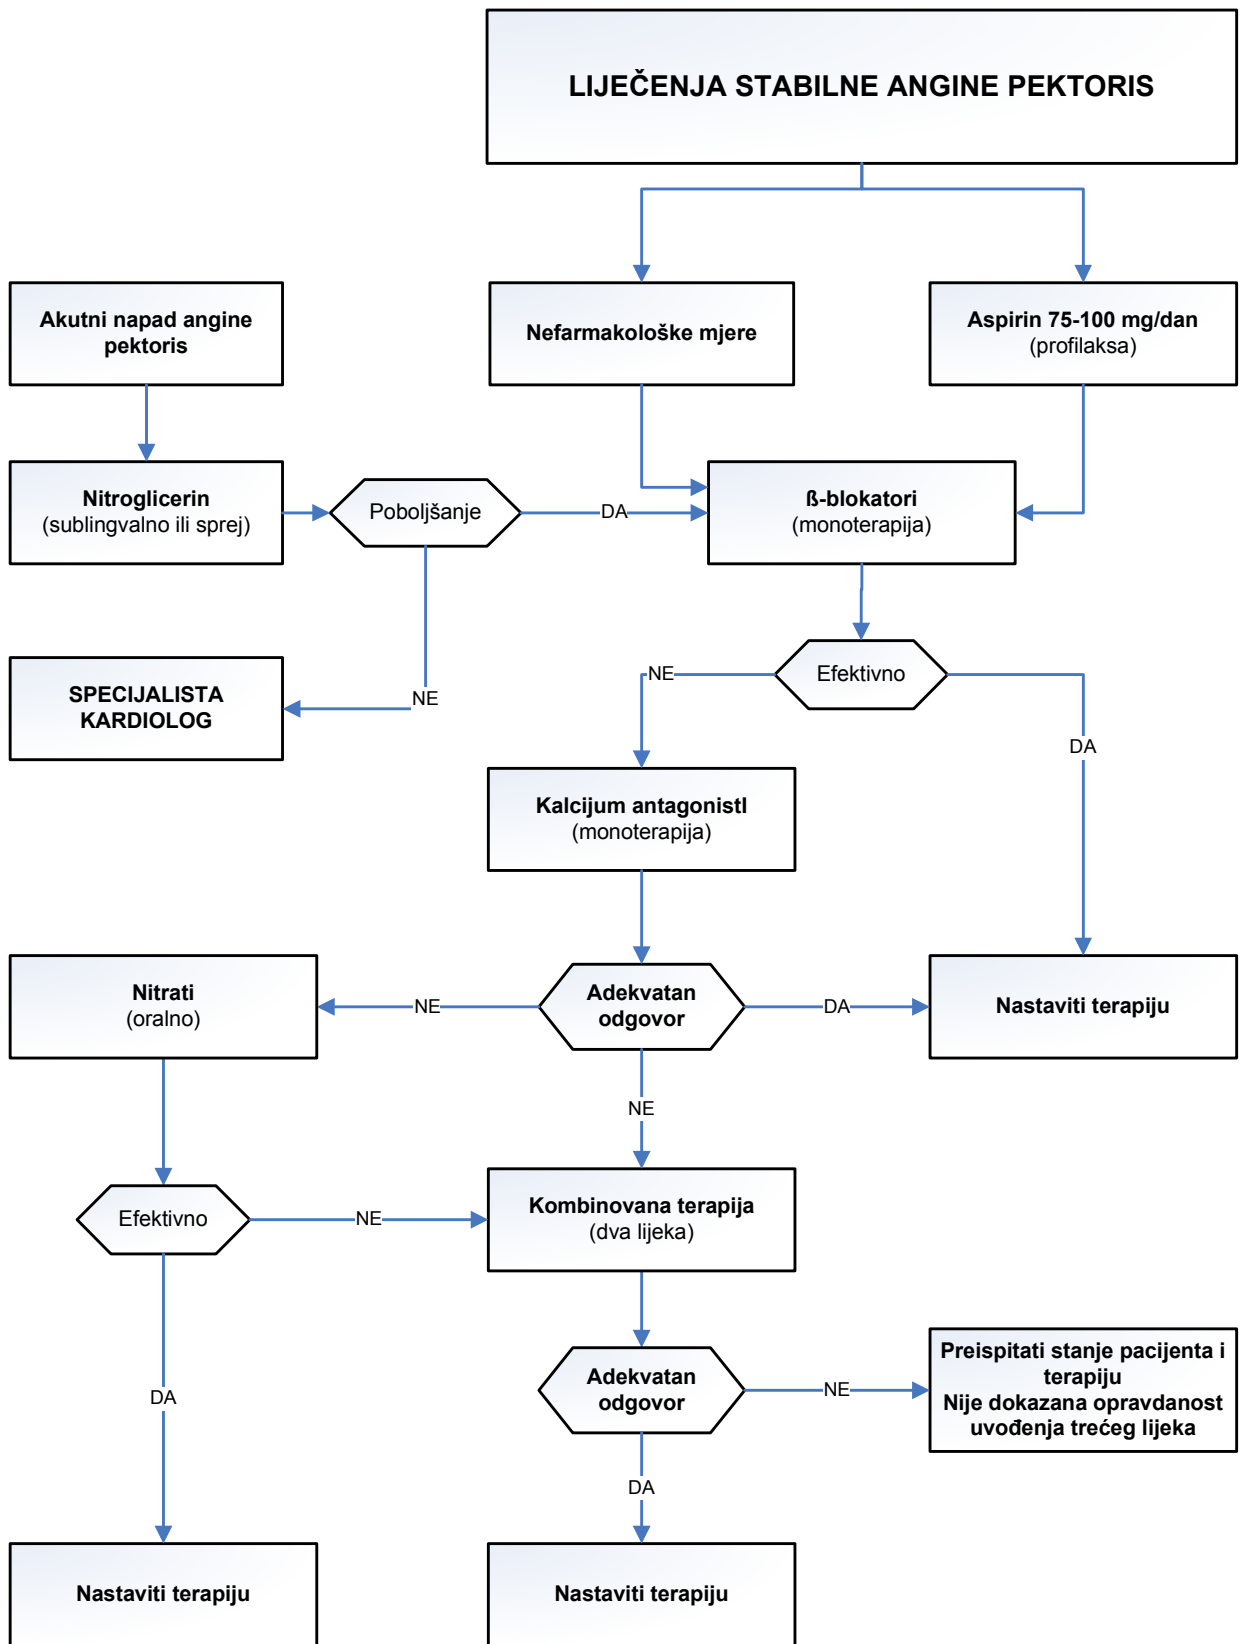 LIJEČENJA STABILNE ANGINE PEKTORIS
Akutni napad angine
pektoris
Nefarmakološke mjere
Aspirin 75-100 mg/dan
(profilaksa)
Nitroglicerin
(sublingvalno ili sprej)
Poboljšanje
DA
ß-blokatori
(monoterapija)
NE
SPECIJALISTA
KARDIOLOG
Efektivno
NE
DA
Kalcijum antagonistI
(monoterapija)
Nitrati
(oralno)
NE
Adekvatan
odgovor
DA
Nastaviti terapiju
NE
Efektivno
NE
Kombinovana terapija
(dva lijeka)
DA
Adekvatan
odgovor
NE
Preispitati stanje pacijenta i
terapiju
Nije dokazana opravdanost
uvođenja trećeg lijeka
DA
Nastaviti terapiju
Nastaviti terapiju